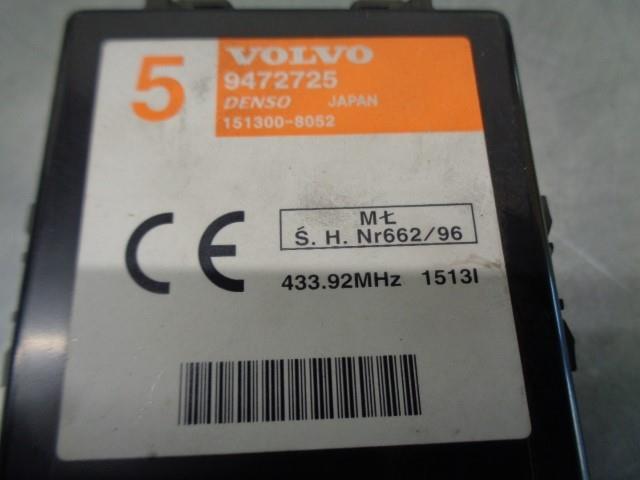 5
VOLVO
9472725
DENSO JAPAN
151300-8052
CE
MŁ
Ś. H. Nr662/96
433.92MHz 1513I